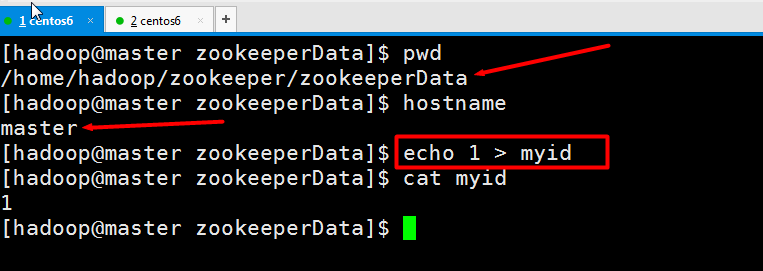 1 centos6 × 2 centos6 × +
[hadoop@master zookeeperData]$ pwd
/home/hadoop/zookeeper/zookeeperData
[hadoop@master zookeeperData]$ hostname
master
[hadoop@master zookeeperData]$ echo 1 > myid
[hadoop@master zookeeperData]$ cat myid
1
[hadoop@master zookeeperData]$